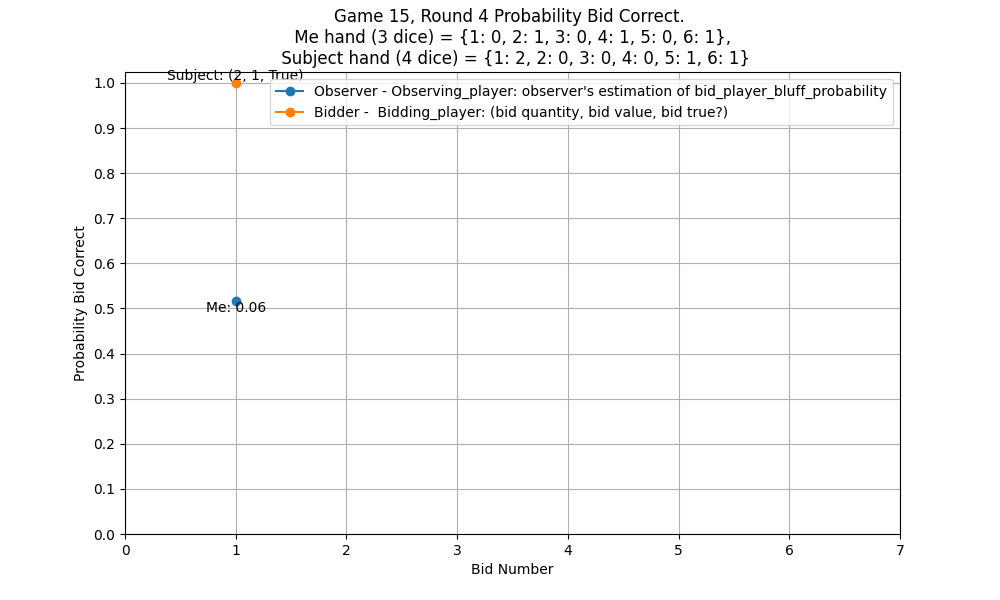 Game 15, Round 4 Probability Bid Correct.
Me hand (3 dice) = {1: 0, 2: 1, 3: 0, 4: 1, 5: 0, 6: 1},
Subject hand (4 dice) = {1: 2, 2: 0, 3: 0, 4: 0, 5: 1, 6: 1}
Subject: (2, 1, True)
Observer - Observing_player: observer's estimation of bid_player_bluff_probability
Bidder -  Bidding_player: (bid quantity, bid value, bid true?)
Me: 0.06
Probability Bid Correct
1.0
0.9
0.8
0.7
0.6
0.5
0.4
0.3
0.2
0.1
0.0
0 1 2 3 4 5 6 7
Bid Number